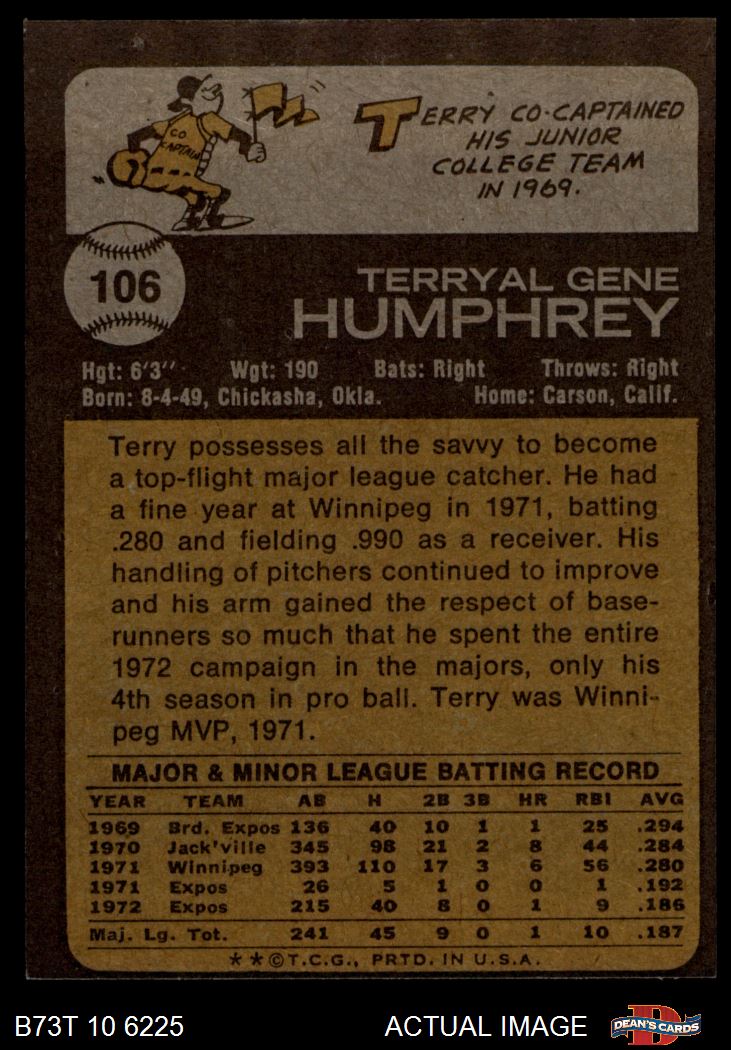 CO
CAPTAIN
TERRY CO-CAPTAINED
HIS JUNIOR
COLLEGE TEAM
IN 1969.
106
TERRYAL GENE
HUMPHREY
Hgt: 6'3" Wgt: 190 Bats: Right Throws: Right
Born: 8-4-49, Chickasha, Okla. Home: Carson, Calif.
Terry possesses all the savvy to become
a top-flight major league catcher. He had
a fine year at Winnipeg in 1971, batting
.280 and fielding .990 as a receiver. His
handling of pitchers continued to improve
and his arm gained the respect of base-
runners so much that he spent the entire
1972 campaign in the majors, only his
4th season in pro ball. Terry was Winni-
peg MVP, 1971.
MAJOR & MINOR LEAGUE BATTING RECORD
YEAR TEAM AB H 2B 3B HR RBI AVG
1969 Brd. Expos 136 40 10 1 1 25 .294
1970 Jack'ville 345 98 21 2 8 44 .284
1971 Winnipeg 393 110 17 3 6 56 .280
1971 Expos 26 5 1 0 0 1 .192
1972 Expos 215 40 8 0 1 9 .186
Maj. Lg. Tot. 241 45 9 0 1 10 .187
**©T.C.G., PRTD. IN U.S.A.
B73T 10 6225 ACTUAL IMAGE
D
DEAN'S CARDS